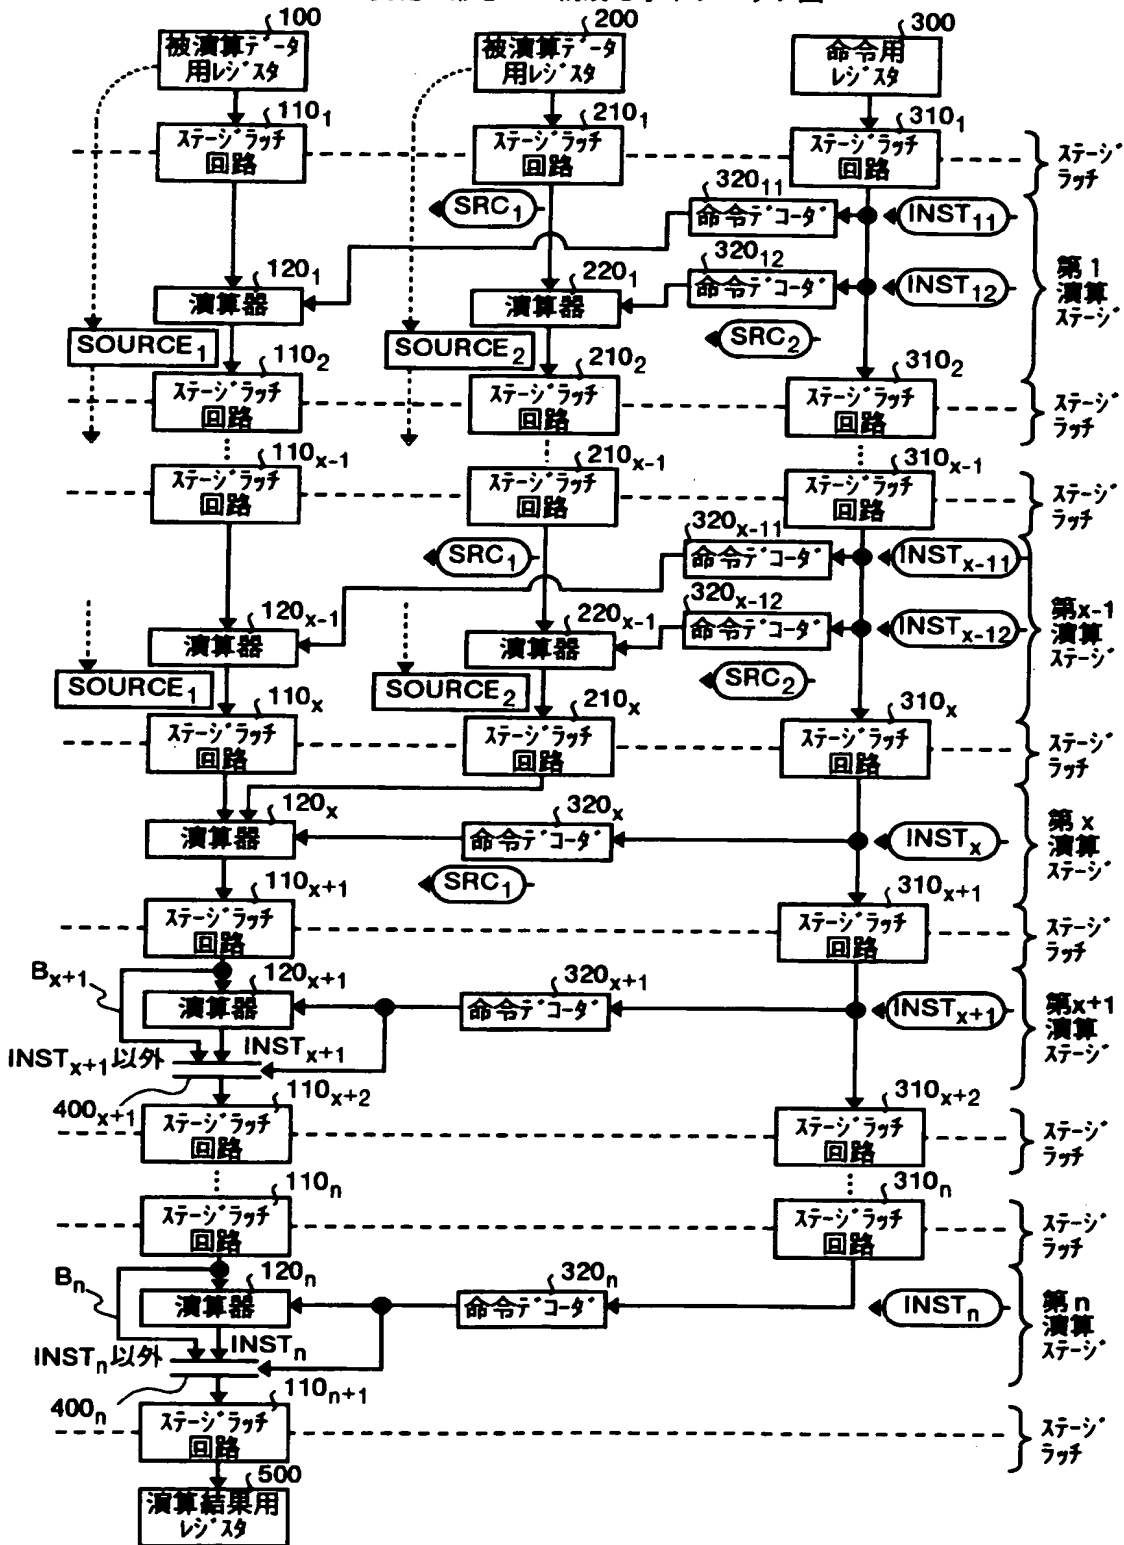 100
被演算データ
用レジスタ
200
被演算データ
用レジスタ
300
命令用
レジスタ
110₁
ステージラッチ
回路
210₁
ステージラッチ
回路
310₁
ステージラッチ
回路
ステージ
ラッチ
SRC₁
320₁₁
命令デコーダ
INST₁₁
320₁₂
命令デコーダ
INST₁₂
第1
演算
ステージ
120₁
演算器
220₁
演算器
SOURCE₁
SOURCE₂
SRC₂
110₂
ステージラッチ
回路
210₂
ステージラッチ
回路
310₂
ステージラッチ
回路
ステージ
ラッチ
110x-1
ステージラッチ
回路
210x-1
ステージラッチ
回路
310x-1
ステージラッチ
回路
ステージ
ラッチ
SRC₁
320x-11
命令デコーダ
INSTx-11
320x-12
命令デコーダ
INSTx-12
第x-1
演算
ステージ
120x-1
演算器
220x-1
演算器
SOURCE₁
SOURCE₂
SRC₂
110x
ステージラッチ
回路
210x
ステージラッチ
回路
310x
ステージラッチ
回路
ステージ
ラッチ
120x
演算器
320x
命令デコーダ
INSTx
第x
演算
ステージ
SRC₁
110x+1
ステージラッチ
回路
310x+1
ステージラッチ
回路
ステージ
ラッチ
Bx+1
120x+1
演算器
320x+1
命令デコーダ
INSTx+1
第x+1
演算
ステージ
INSTx+1以外
INSTx+1
400x+1
110x+2
ステージラッチ
回路
310x+2
ステージラッチ
回路
ステージ
ラッチ
110n
ステージラッチ
回路
310n
ステージラッチ
回路
ステージ
ラッチ
Bn
120n
演算器
320n
命令デコーダ
INSTn
第n
演算
ステージ
INSTn以外
INSTn
400n
110n+1
ステージラッチ
回路
ステージ
ラッチ
500
演算結果用
レジスタ